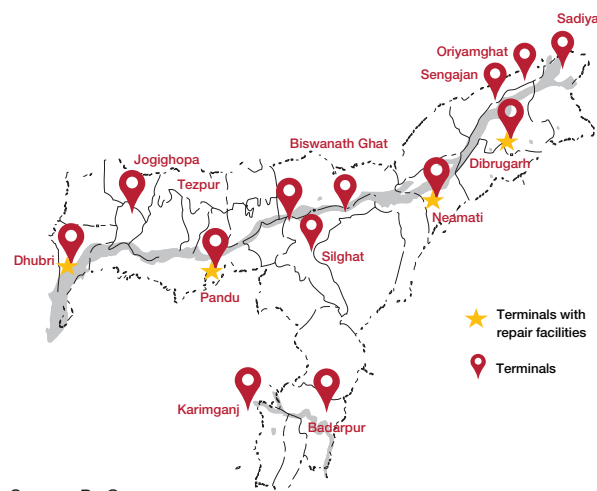 Sadiya
Oriyamghat
Sengajan
Biswanath Ghat
Jogighopa
Dibrugarh
Tezpur
Neamati
Dhubri
Silghat
Pandu
Terminals with
repair facilities
Terminals
Karimganj
Badarpur